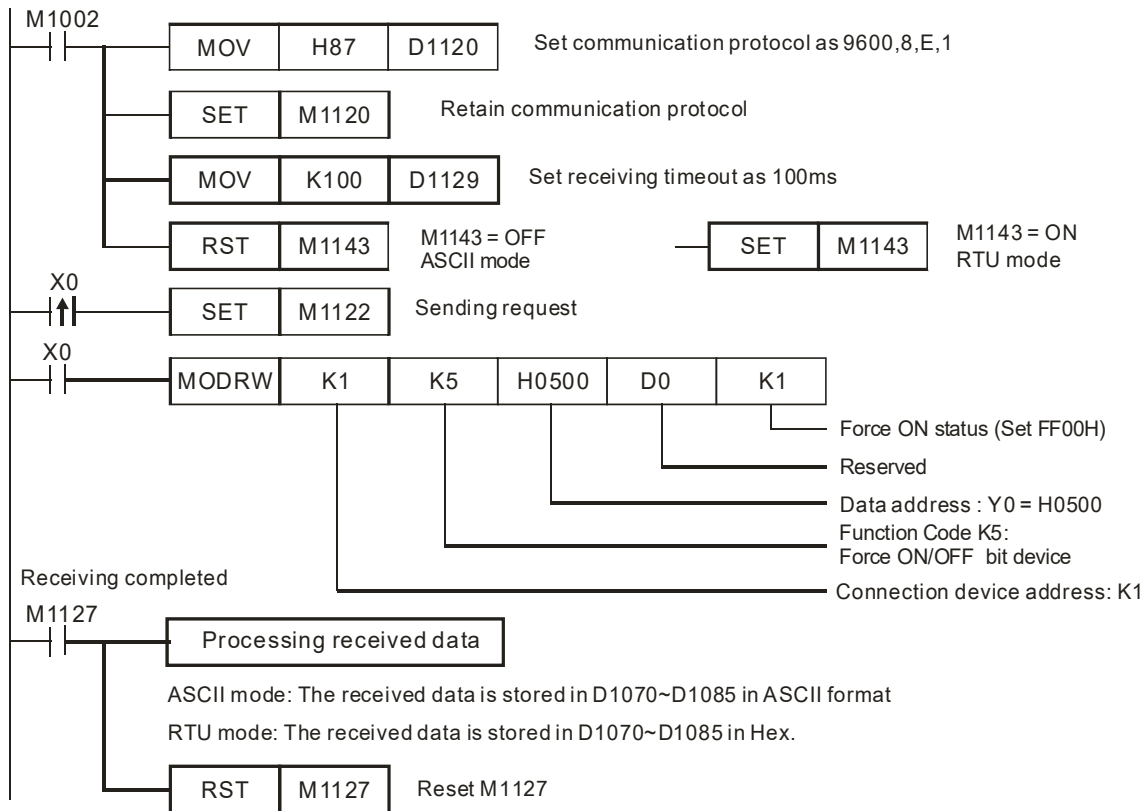 M1002
MOV H87 D1120 Set communication protocol as 9600,8,E,1
SET M1120 Retain communication protocol
MOV K100 D1129 Set receiving timeout as 100ms
RST M1143 M1143 = OFF
ASCII mode
SET M1143 M1143 = ON
RTU mode
X0
SET M1122 Sending request
X0
MODRW K1 K5 H0500 D0 K1
Force ON status (Set FF00H)
Reserved
Data address : Y0 = H0500
Function Code K5:
Force ON/OFF bit device
Connection device address: K1
Receiving completed
M1127
Processing received data
ASCII mode: The received data is stored in D1070~D1085 in ASCII format
RTU mode: The received data is stored in D1070~D1085 in Hex.
RST M1127 Reset M1127